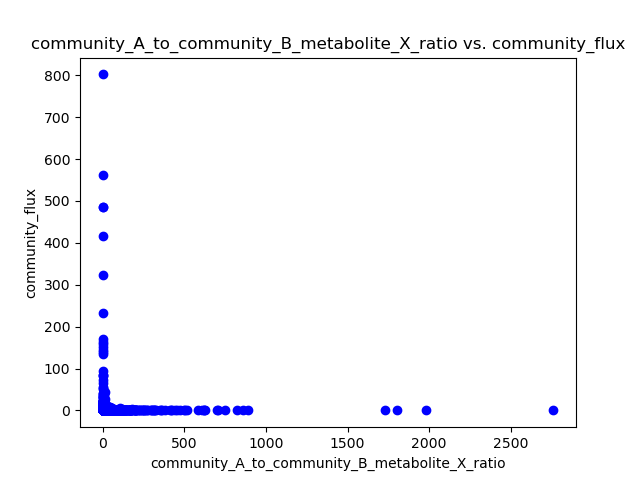 community_A_to_community_B_metabolite_X_ratio vs. community_flux
800
700
600
500
400
300
200
100
0
community_flux
0 500 1000 1500 2000 2500
community_A_to_community_B_metabolite_X_ratio